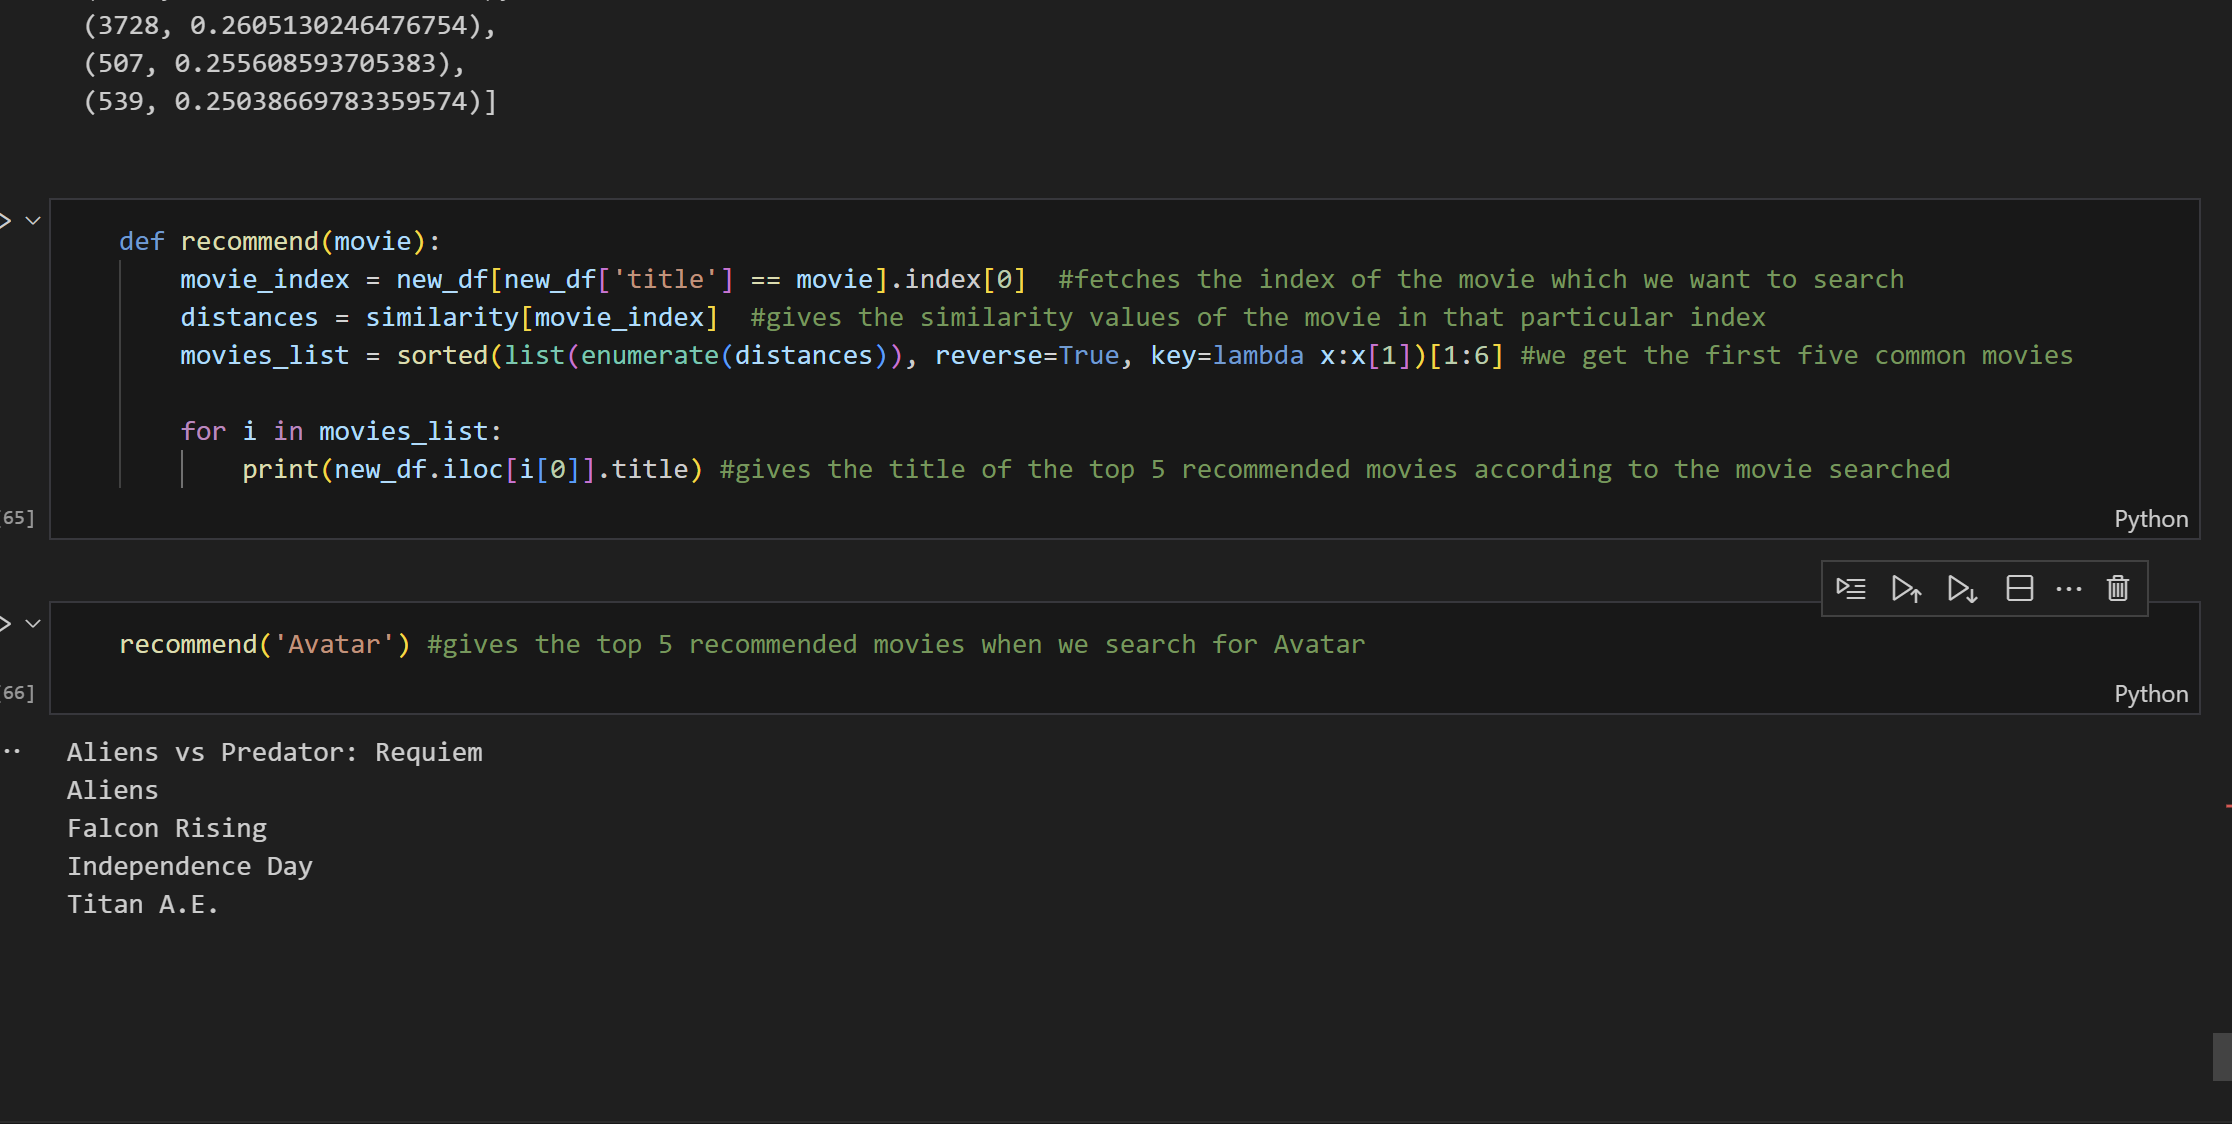 (3728, 0.2605130246476754),
(507, 0.255608593705383),
(539, 0.25038669783359574)]
def recommend(movie):
    movie_index = new_df[new_df['title'] == movie].index[0]  #fetches the index of the movie which we want to search
    distances = similarity[movie_index]  #gives the similarity values of the movie in that particular index
    movies_list = sorted(list(enumerate(distances)), reverse=True, key=lambda x:x[1])[1:6] #we get the first five common movies
    for i in movies_list:
        print(new_df.iloc[i[0]].title) #gives the title of the top 5 recommended movies according to the movie searched
65]
Python
recommend('Avatar') #gives the top 5 recommended movies when we search for Avatar
66]
Python
Aliens vs Predator: Requiem
Aliens
Falcon Rising
Independence Day
Titan A.E.